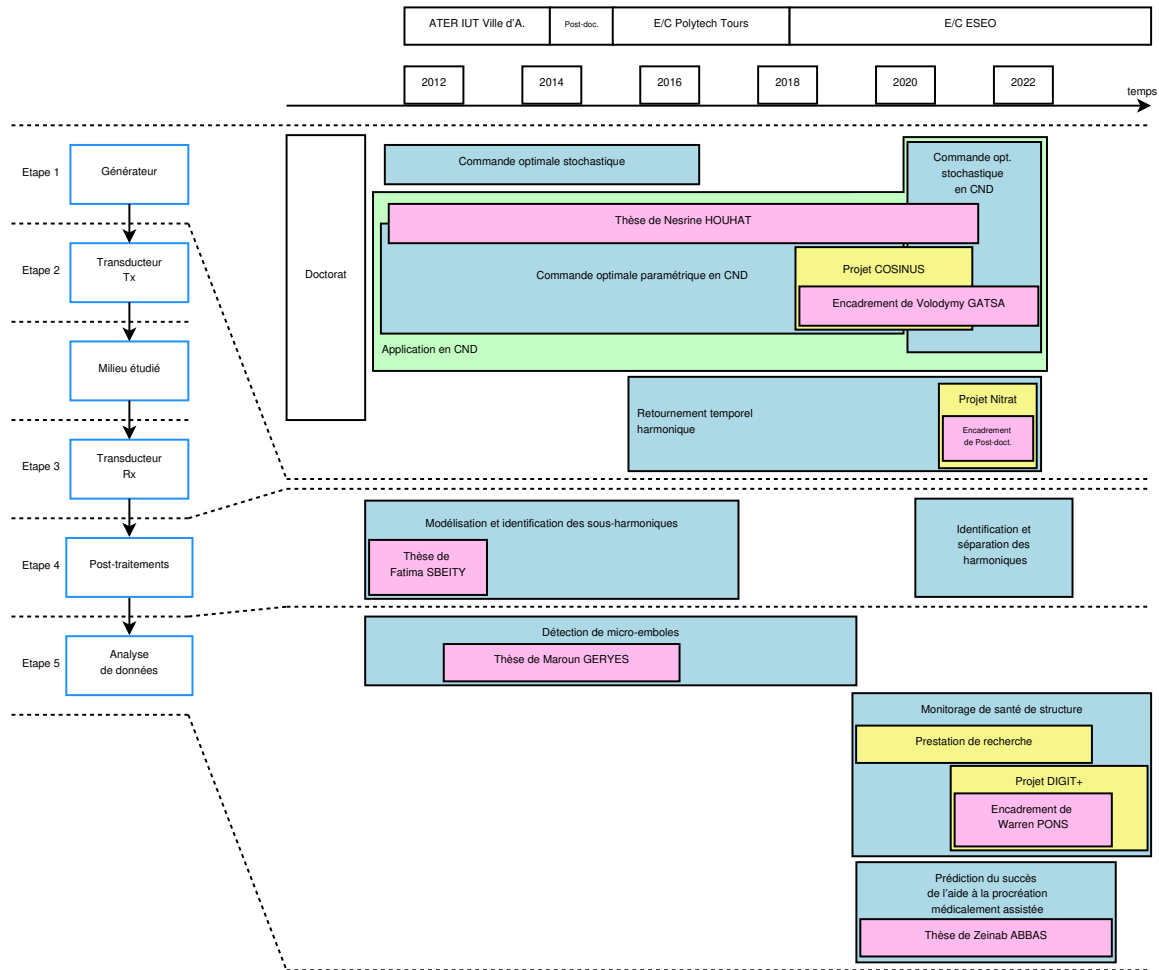 ATER IUT Ville d'A.
Post-doc.
E/C Polytech Tours
E/C ESEO
2012
2014
2016
2018
2020
2022
temps
Etape 1
Générateur
Etape 2
Transducteur
Tx
Milieu étudié
Etape 3
Transducteur
Rx
Etape 4
Post-traitements
Etape 5
Analyse
de données
Doctorat
Commande optimale stochastique
Commande opt.
stochastique
en CND
Thèse de Nesrine HOUHAT
Commande optimale paramétrique en CND
Projet COSINUS
Encadrement de Volodymy GATSA
Application en CND
Retournement temporel
harmonique
Projet Nitrat
Encadrement
de Post-doct.
Modélisation et identification des sous-harmoniques
Thèse de
Fatima SBEITY
Identification et
séparation des
harmoniques
Détection de micro-emboles
Thèse de Maroun GERYES
Monitorage de santé de structure
Prestation de recherche
Projet DIGIT+
Encadrement de
Warren PONS
Prédiction du succès
de l'aide à la procréation
médicalement assistée
Thèse de Zeinab ABBAS